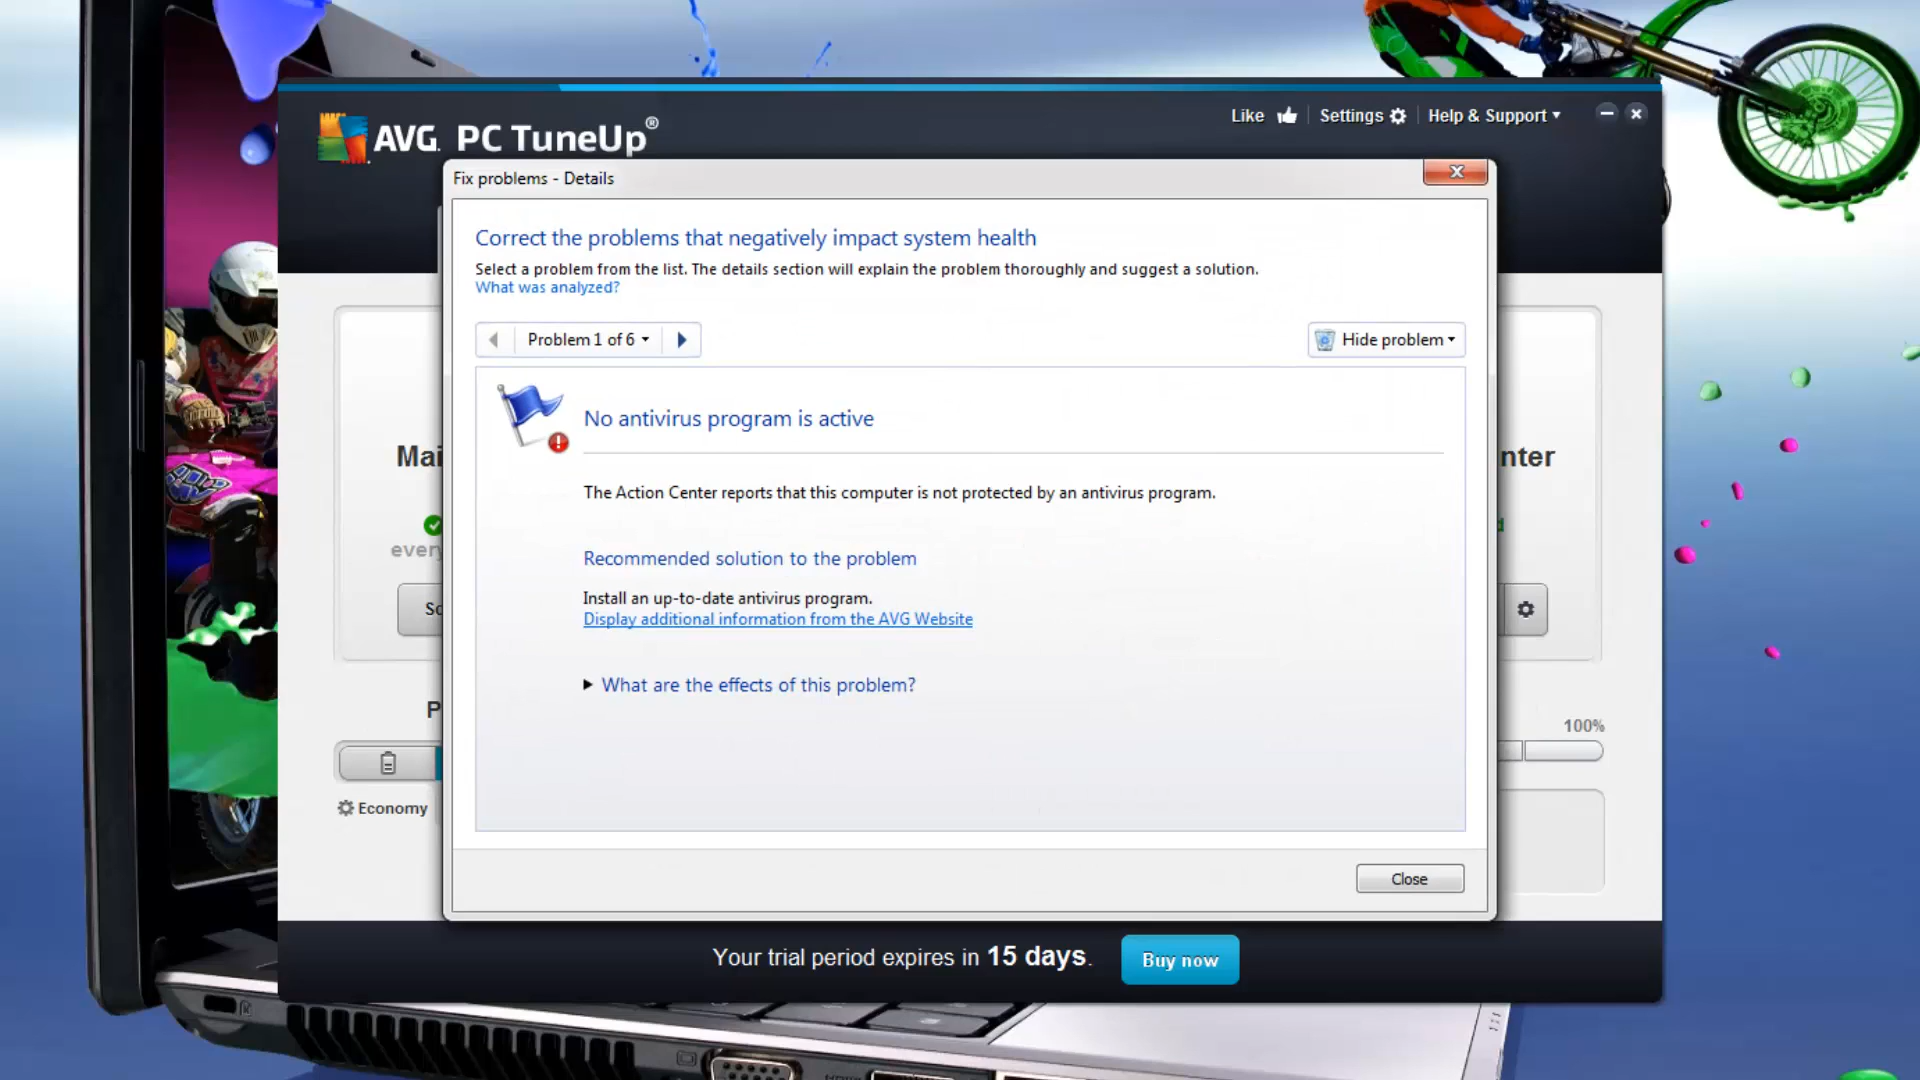 Like
Settings
Help & Support
AVG. PC TuneUp®
Fix problems - Details
Correct the problems that negatively impact system health
Select a problem from the list. The details section will explain the problem thoroughly and suggest a solution.
What was analyzed?
Problem 1 of 6
Hide problem
No antivirus program is active
The Action Center reports that this computer is not protected by an antivirus program.
Recommended solution to the problem
Install an up-to-date antivirus program.
Display additional information from the AVG Website
What are the effects of this problem?
Mai
nter
every
Sc
P
100%
Economy
Close
Your trial period expires in 15 days.
Buy now